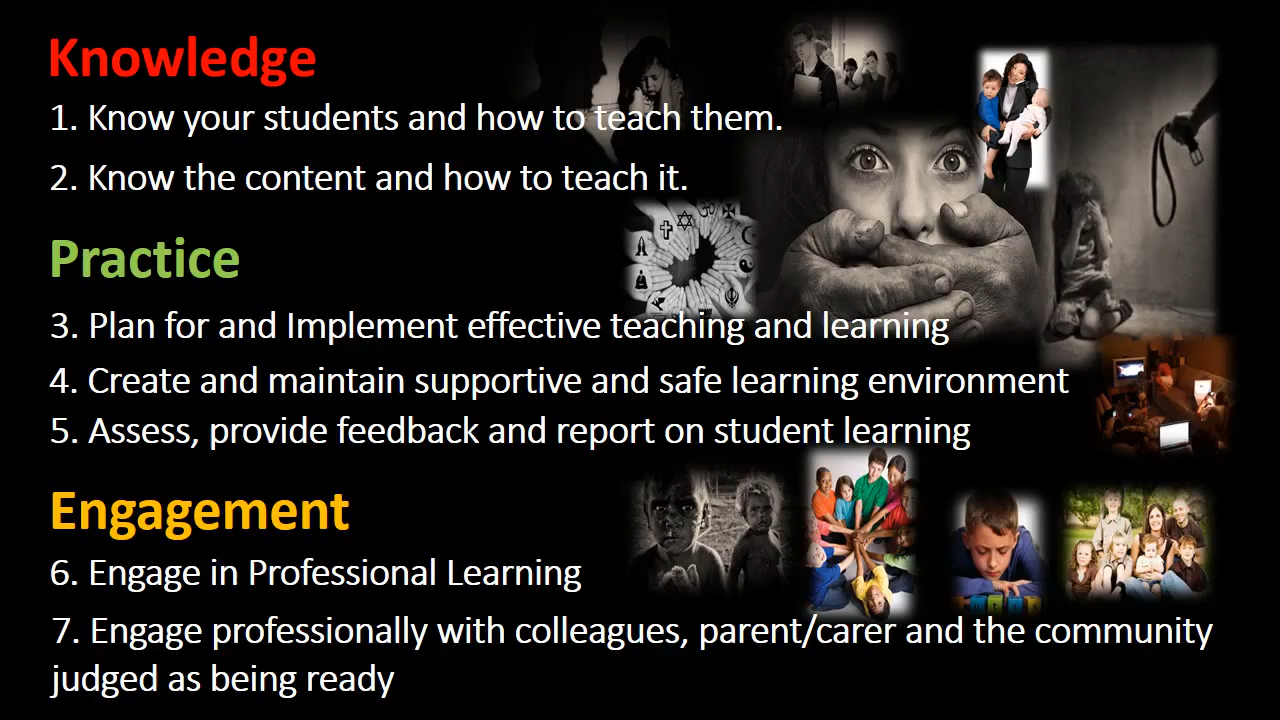 Knowledge
1. Know your students and how to teach them.
2. Know the content and how to teach it.
Practice
3. Plan for and Implement effective teaching and learning
4. Create and maintain supportive and safe learning environment
5. Assess, provide feedback and report on student learning
Engagement
6. Engage in Professional Learning
7. Engage professionally with colleagues, parent/carer and the community
judged as being ready